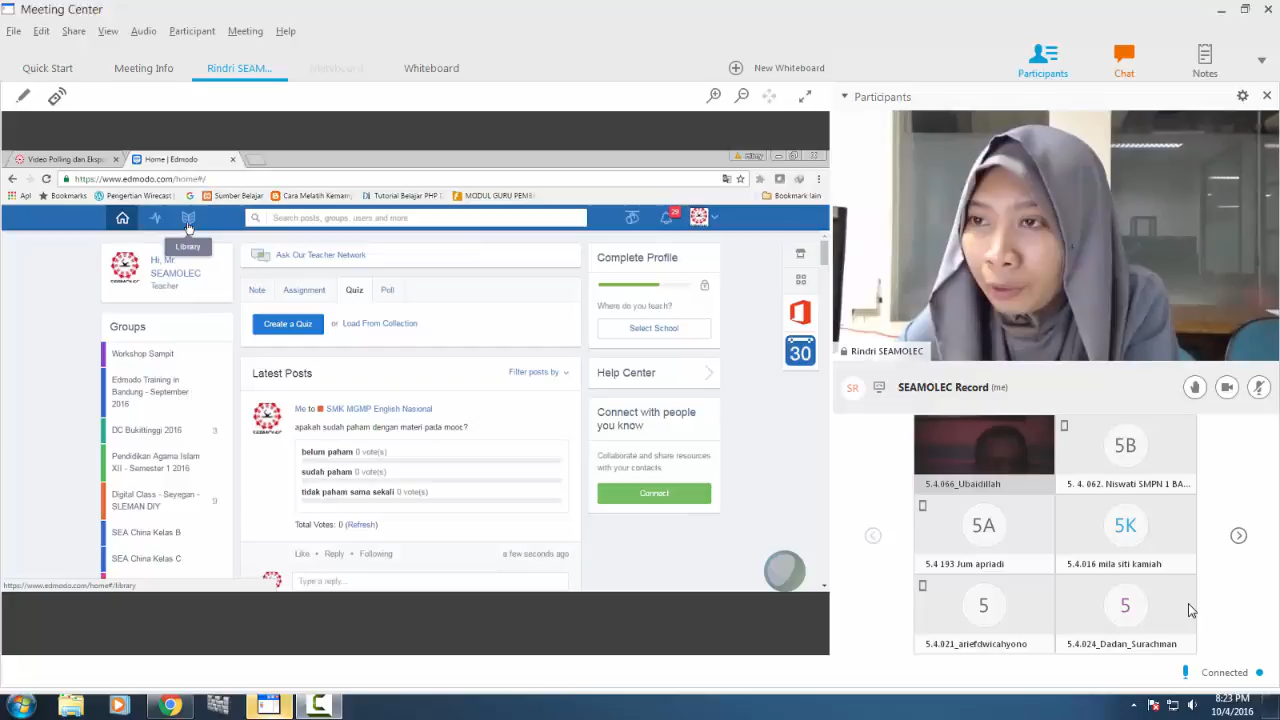 Meeting Center
File Edit Share View Audio Participant Meeting Help
Quick Start Meeting Info Rindri SEAM... Whiteboard Whiteboard New Whiteboard
Participants Chat Notes
Participants
Video Polling dan Ekspo Home | Edmodo
https://www.edmodo.com/home#/
Apl Bookmarks Pengertian Wirecast Sumber Belajar Cara Melatih Keman Tutorial Belajar PHP D MODUL GURU PEMB Bookmark lain
Search posts, groups, users and more 29
Library
Hi, Mr.
SEAMOLEC
Teacher
Groups
Workshop Sampit
Edmodo Training in
Bandung - September
2016
DC Bukittinggi 2016 3
Pendidikan Agama Islam
XII - Semester 1 2016
Digital Class - Seyegan -
SLEMAN DIY 9
SEA China Kelas B
SEA China Kelas C
https://www.edmodo.com/home#/library
Ask Our Teacher Network
Note Assignment Quiz Poll
Create a Quiz or Load From Collection
Latest Posts Filter posts by
Me to SMK MGMP English Nasional
apakah sudah paham dengan materi pada mooc?
belum paham 0 vote(s)
sudah paham 0 vote(s)
tidak paham sama sekali 0 vote(s)
Total Votes: 0 (Refresh)
Like • Reply • Following a few seconds ago
Type a reply...
Complete Profile
Where do you teach?
Select School
Help Center
Connect with people
you know
Collaborate and share resources
with your contacts.
Connect
30
Rindri SEAMOLEC
SR SEAMOLEC Record (me)
5.4.066_Ubaidillah
5B
5. 4. 062. Niswati SMPN 1 BA...
5A
5.4 193 Jum apriadi
5K
5.4.016 mila siti kamiah
5
5.4.021_ariefdwicahyono
5
5.4.024_Dadan_Surachman
Connected
8:23 PM
10/4/2016